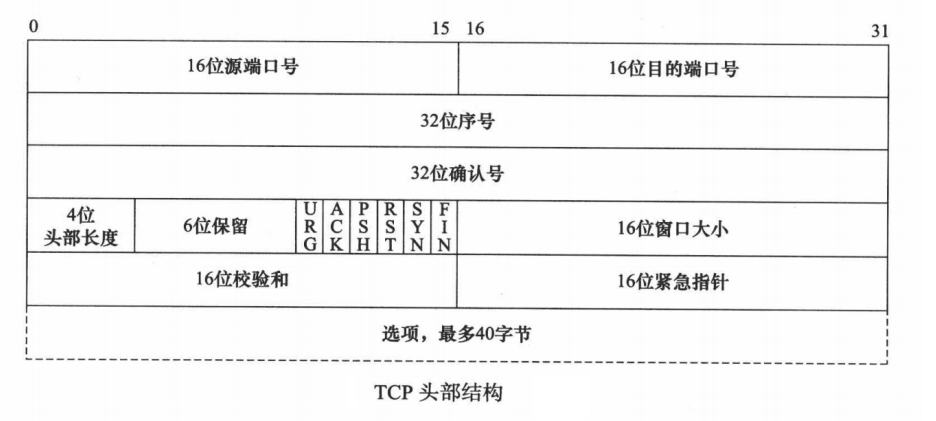 0 15 16 31
16位源端口号 16位目的端口号
32位序号
32位确认号
4位
头部长度
6位保留
URG
ACK
PSH
RST
SYN
FIN
16位窗口大小
16位校验和 16位紧急指针
选项，最多40字节
TCP 头部结构